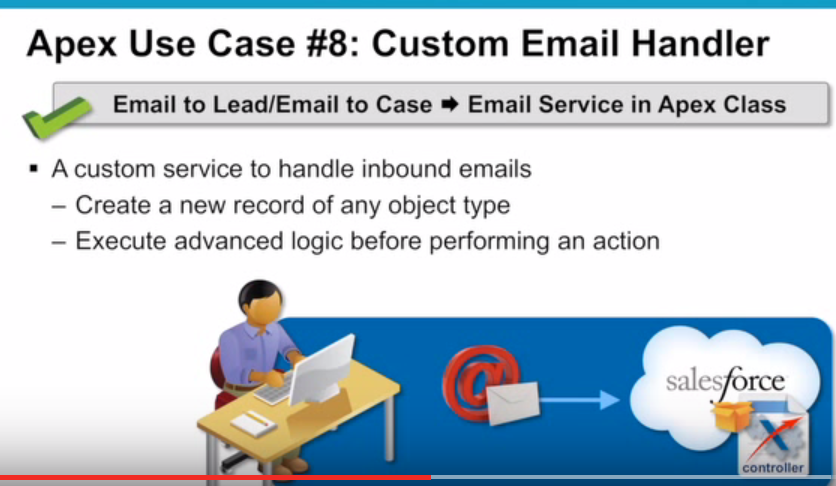 Apex Use Case #8: Custom Email Handler
Email to Lead/Email to Case ➡ Email Service in Apex Class
▪ A custom service to handle inbound emails
– Create a new record of any object type
– Execute advanced logic before performing an action
@
salesforce
X
controller